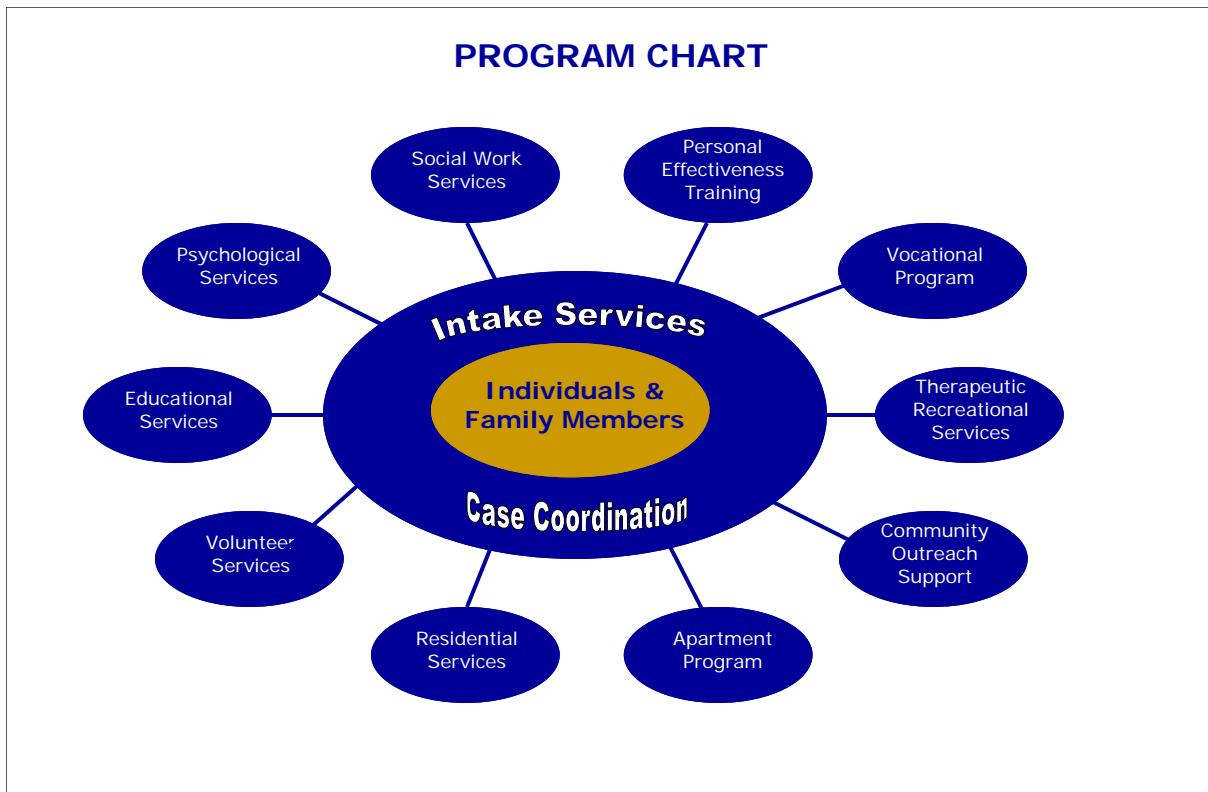 PROGRAM CHART
Social Work
Services
Personal
Effectiveness
Training
Psychological
Services
Vocational
Program
Intake Services
Individuals &
Family Members
Educational
Services
Therapeutic
Recreational
Services
Case Coordination
Volunteer
Services
Community
Outreach
Support
Residential
Services
Apartment
Program